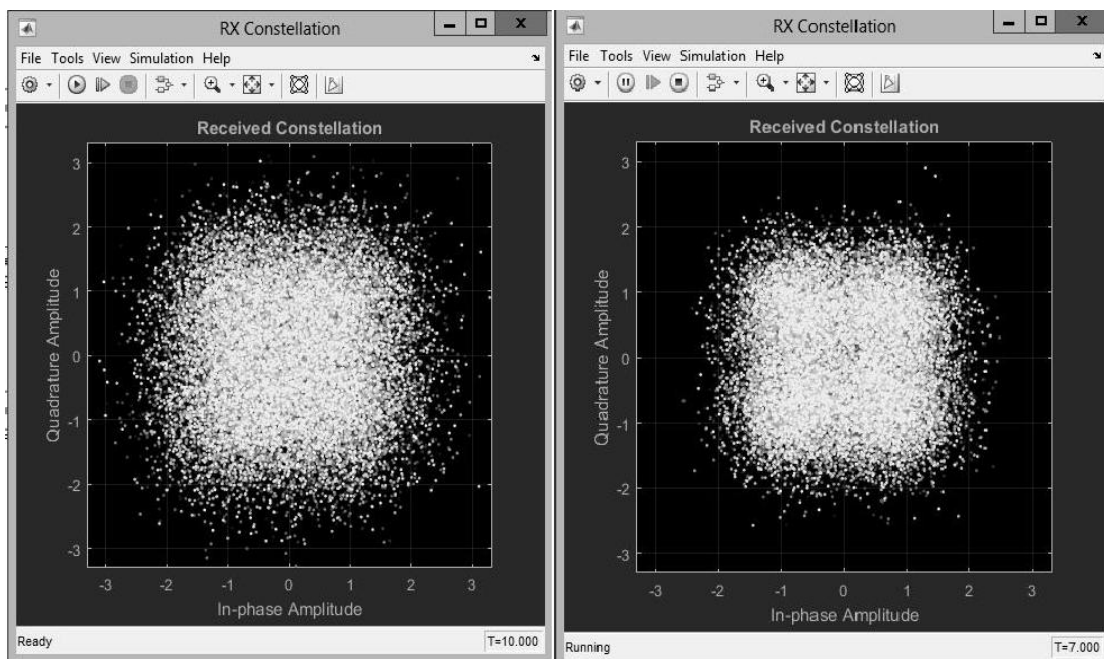 RX Constellation
File Tools View Simulation Help
Received Constellation
3
2
1
0
-1
-2
-3
Quadrature Amplitude
-3 -2 -1 0 1 2 3
In-phase Amplitude
Ready T=10.000
RX Constellation
File Tools View Simulation Help
Received Constellation
3
2
1
0
-1
-2
-3
Quadrature Amplitude
-3 -2 -1 0 1 2 3
In-phase Amplitude
Running T=7.000